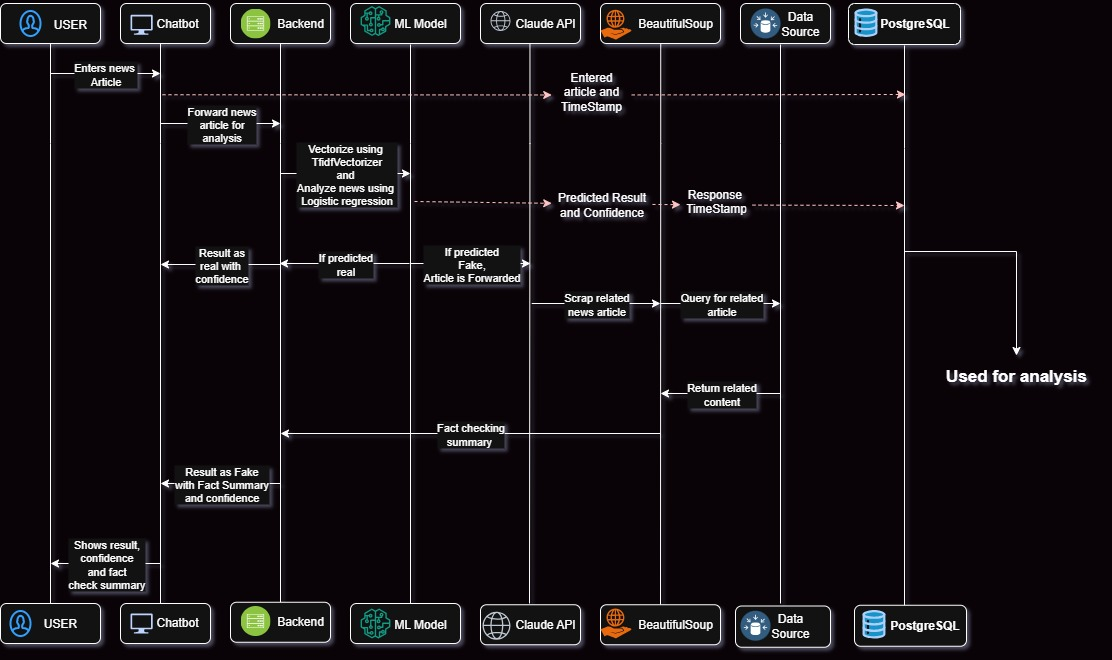 USER
Chatbot
Backend
ML Model
Claude API
BeautifulSoup
Data
Source
PostgreSQL
Enters news
Article
Entered
article and
TimeStamp
Forward news
article for
analysis
Vectorize using
TfidfVectorizer
and
Analyze news using
Logistic regression
Predicted Result
and Confidence
Response
TimeStamp
Result as
real with
confidence
If predicted
real
If predicted
Fake,
Article is Forwarded
Scrap related
news article
Query for related
article
Used for analysis
Return related
content
Fact checking
summary
Result as Fake
with Fact Summary
and confidence
Shows result,
confidence
and fact
check summary
USER
Chatbot
Backend
ML Model
Claude API
BeautifulSoup
Data
Source
PostgreSQL